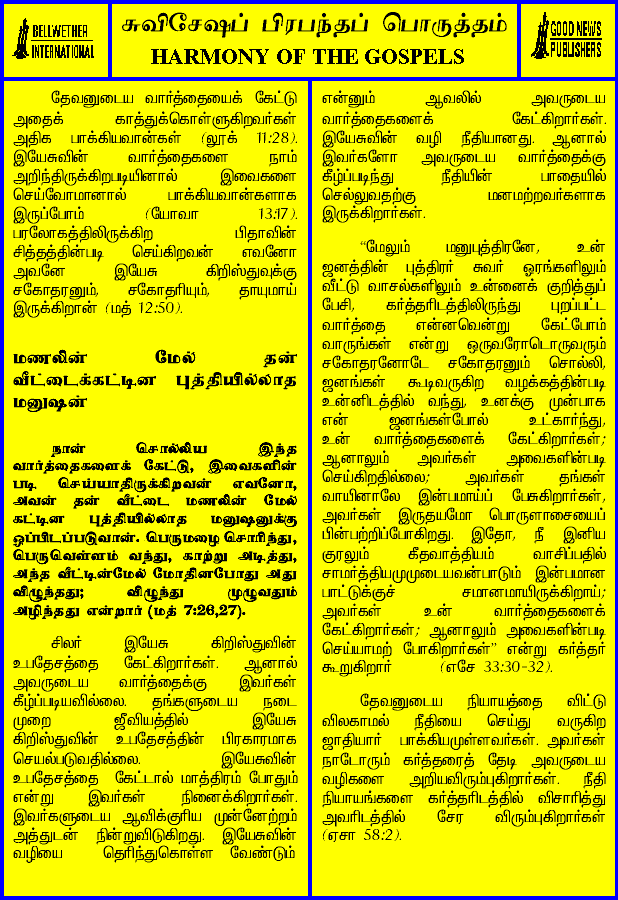 BELLWETHER
INTERNATIONAL
சுவிசேஷப் பிரபந்தப் பொருத்தம்
HARMONY OF THE GOSPELS
GOOD NEWS
PUBLISHERS
தேவனுடைய வார்த்தையைக் கேட்டு
அதைக் காத்துக்கொள்ளுகிறவர்கள்
அதிக பாக்கியவான்கள் (லூக் 11:28).
இயேசுவின் வார்த்தைகளை நாம்
அறிந்திருக்கிறபடியினால் இவைகளை
செய்வோமானால் பாக்கியவான்களாக
இருப்போம் (யோவா 13:17).
பரலோகத்திலிருக்கிற பிதாவின்
சித்தத்தின்படி செய்கிறவன் எவனோ
அவனே இயேசு கிறிஸ்துவுக்கு
சகோதரனும், சகோதரியும், தாயுமாய்
இருக்கிறான் (மத் 12:50).
மணலின் மேல் தன்
வீட்டைக்கட்டின புத்தியில்லாத
மனுஷன்
நான் சொல்லிய இந்த
வார்த்தைகளைக் கேட்டு, இவைகளின்
படி செய்யாதிருக்கிறவன் எவனோ,
அவன் தன் வீட்டை மணலின் மேல்
கட்டின புத்தியில்லாத மனுஷனுக்கு
ஒப்பிடப்படுவான். பெருமழை சொரிந்து,
பெருவெள்ளம் வந்து, காற்று அடித்து,
அந்த வீட்டின்மேல் மோதினபோது அது
விழுந்தது; விழுந்து முழுவதும்
அழிந்தது என்றார் (மத் 7:26,27).
சிலர் இயேசு கிறிஸ்துவின்
உபதேசத்தை கேட்கிறார்கள். ஆனால்
அவருடைய வார்த்தைக்கு இவர்கள்
கீழ்ப்படியவில்லை. தங்களுடைய நடை
முறை ஜீவியத்தில் இயேசு
கிறிஸ்துவின் உபதேசத்தின் பிரகாரமாக
செயல்படுவதில்லை. இயேசுவின்
உபதேசத்தை கேட்டால் மாத்திரம் போதும்
என்று இவர்கள் நினைக்கிறார்கள்.
இவர்களுடைய ஆவிக்குரிய முன்னேற்றம்
அத்துடன் நின்றுவிடுகிறது. இயேசுவின்
வழியை தெரிந்துகொள்ள வேண்டும்
என்னும் ஆவலில் அவருடைய
வார்த்தைகளைக் கேட்கிறார்கள்.
இயேசுவின் வழி நீதியானது. ஆனால்
இவர்களோ அவருடைய வார்த்தைக்கு
கீழ்ப்படிந்து நீதியின் பாதையில்
செல்லுவதற்கு மனமற்றவர்களாக
இருக்கிறார்கள்.
"மேலும் மனுபுத்திரனே, உன்
ஜனத்தின் புத்திரர் சுவர் ஓரங்களிலும்
வீட்டு வாசல்களிலும் உன்னைக் குறித்துப்
பேசி, கர்த்தரிடத்திலிருந்து புறப்பட்ட
வார்த்தை என்னவென்று கேட்போம்
வாருங்கள் என்று ஒருவரோடொருவரும்
சகோதரனோடே சகோதரனும் சொல்லி,
ஜனங்கள் கூடிவருகிற வழக்கத்தின்படி
உன்னிடத்தில் வந்து, உனக்கு முன்பாக
என் ஜனங்கள்போல் உட்கார்ந்து,
உன் வார்த்தைகளைக் கேட்கிறார்கள்;
ஆனாலும் அவர்கள் அவைகளின்படி
செய்கிறதில்லை; அவர்கள் தங்கள்
வாயினாலே இன்பமாய்ப் பேசுகிறார்கள்,
அவர்கள் இருதயமோ பொருளாசையைப்
பின்பற்றிப்போகிறது. இதோ, நீ இனிய
குரலும் கீதவாத்தியம் வாசிப்பதில்
சாமர்த்தியமுமுடையவன்பாடும் இன்பமான
பாட்டுக்குச் சமானமாயிருக்கிறாய்;
அவர்கள் உன் வார்த்தைகளைக்
கேட்கிறார்கள்; ஆனாலும் அவைகளின்படி
செய்யாமற் போகிறார்கள்" என்று கர்த்தர்
கூறுகிறார் (எசே 33:30-32).
தேவனுடைய நியாயத்தை விட்டு
விலகாமல் நீதியை செய்து வருகிற
ஜாதியார் பாக்கியமுள்ளவர்கள். அவர்கள்
நாடோரும் கர்த்தரைத் தேடி அவருடைய
வழிகளை அறியவிரும்புகிறார்கள். நீதி
நியாயங்களை கர்த்தரிடத்தில் விசாரித்து
அவரிடத்தில் சேர விரும்புகிறார்கள்
(ஏசா 58:2).